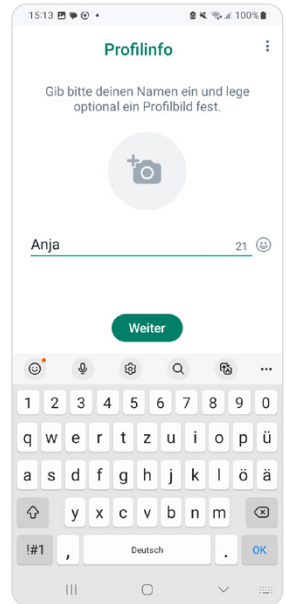 15:13 100%
Profilinfo
Gib bitte deinen Namen ein und lege
optional ein Profilbild fest.
Anja 21
Weiter
1 2 3 4 5 6 7 8 9 0
q w e r t z u i o p ü
a s d f g h j k l ö ä
y x c v b n m
!#1 , Deutsch . OK